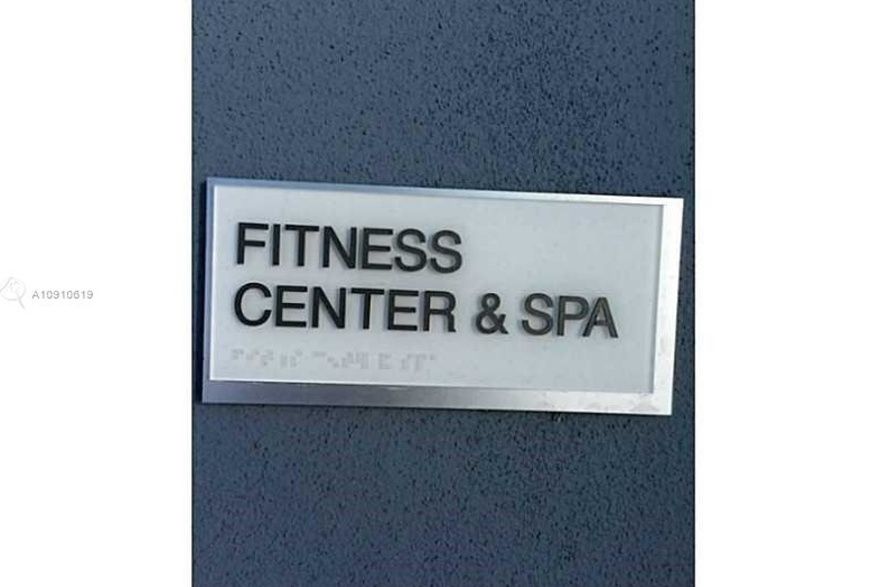 FITNESS
CENTER & SPA
A10910619